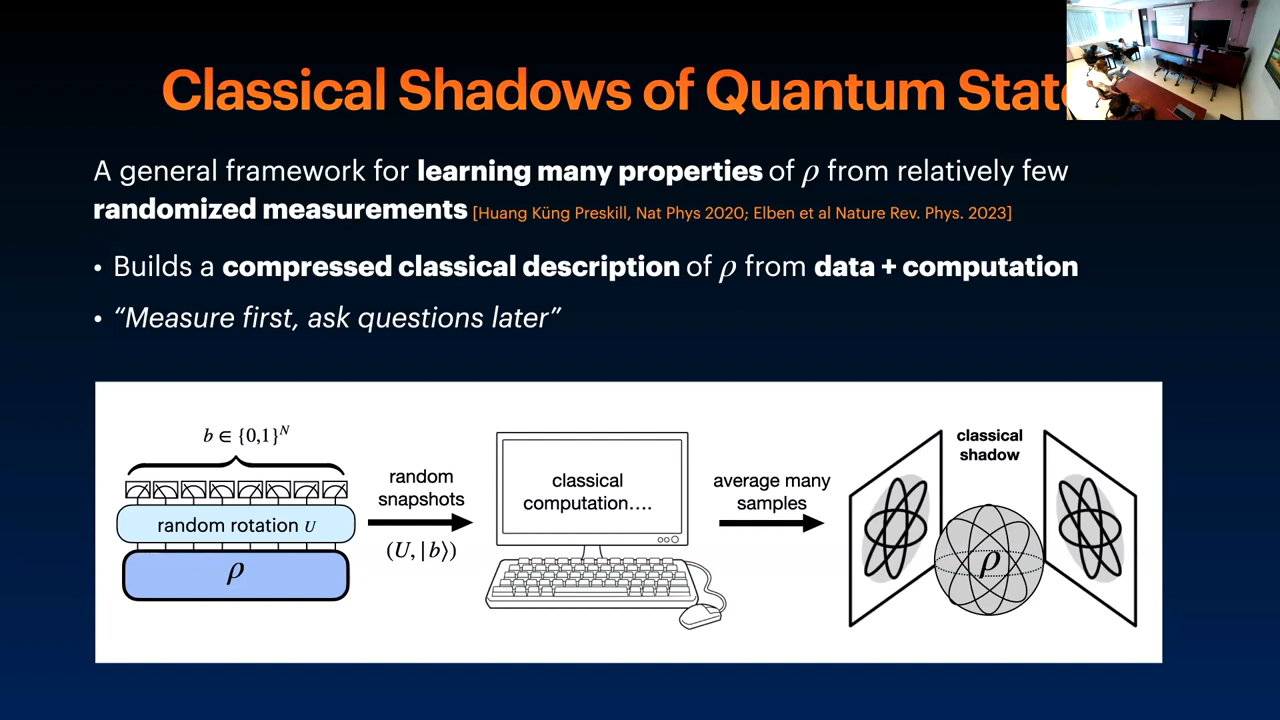 Classical Shadows of Quantum State
A general framework for learning many properties of ρ from relatively few
randomized measurements [Huang Küng Preskill, Nat Phys 2020; Elben et al Nature Rev. Phys. 2023]
• Builds a compressed classical description of ρ from data + computation
• “Measure first, ask questions later”
b ∈ {0,1}^N
random rotation U
ρ
random
snapshots
(U, |b⟩)
classical
computation....
average many
samples
classical
shadow
ρ